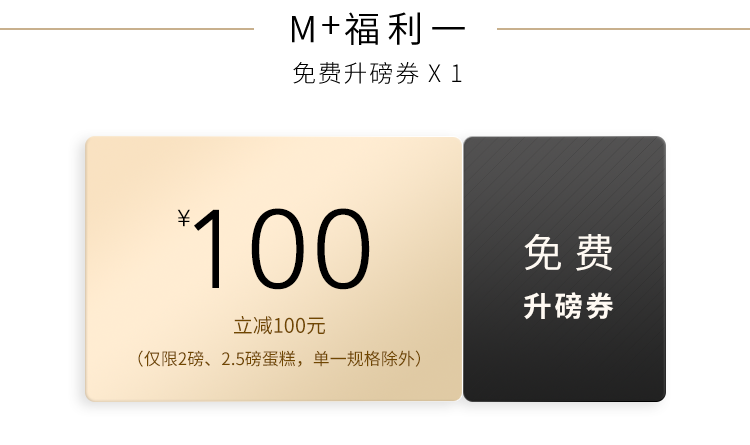 M+福利一
免费升磅券 X 1
¥100
立减100元
（仅限2磅、2.5磅蛋糕，单一规格除外）
免费
升磅券